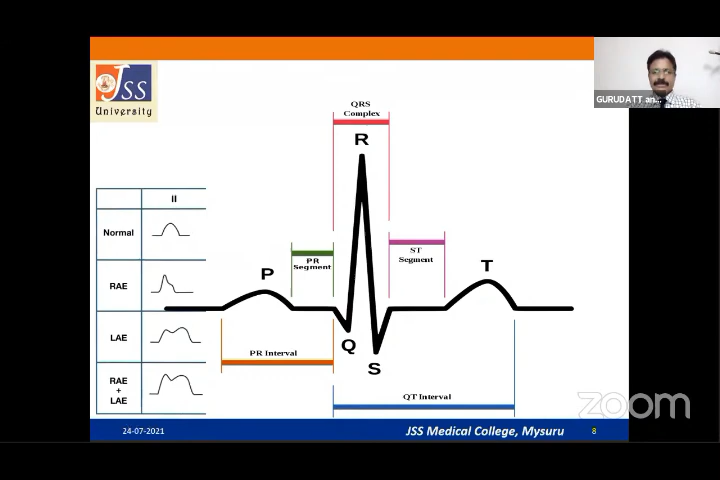 JSS
University
GURUDATT an...
QRS
Complex
R
II
Normal
RAE
LAE
RAE
+
LAE
P
PR
Segment
ST
Segment
T
Q
S
PR Interval
QT Interval
zoom
24-07-2021
JSS Medical College, Mysuru
8